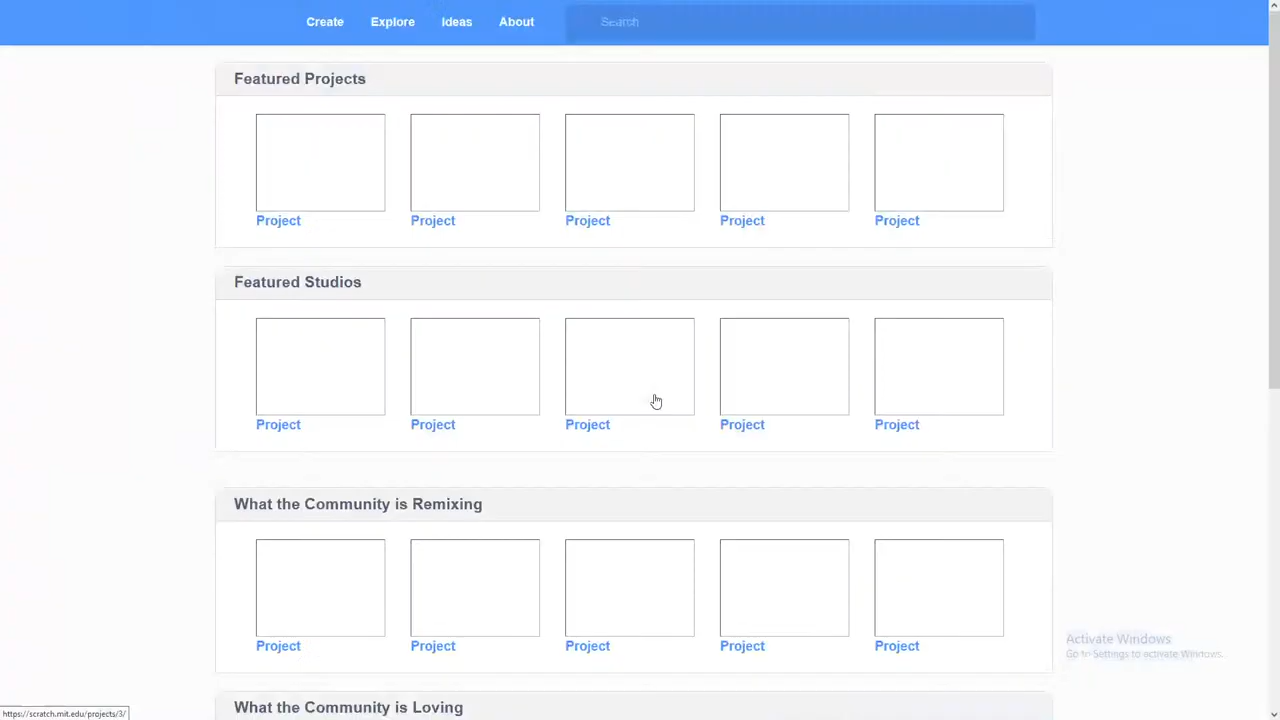 Create Explore Ideas About Search
Featured Projects
Project Project Project Project Project
Featured Studios
Project Project Project Project Project
What the Community is Remixing
Project Project Project Project Project
Activate Windows
Go to Settings to activate Windows.
What the Community is Loving
https://scratch.mit.edu/projects/3/